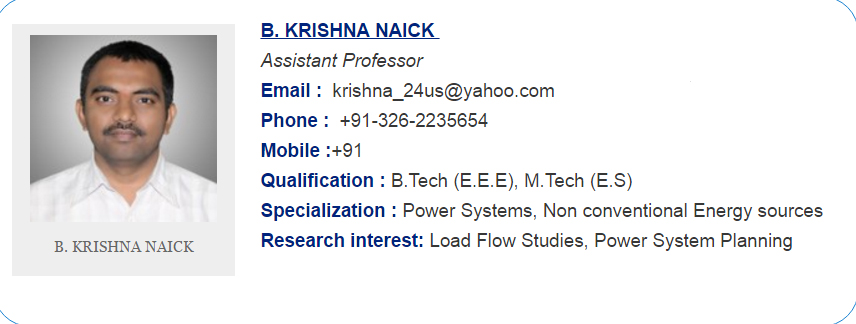 B. KRISHNA NAICK
Assistant Professor
Email :  krishna_24us@yahoo.com
Phone :  +91-326-2235654
Mobile :+91
Qualification : B.Tech (E.E.E), M.Tech (E.S)
Specialization : Power Systems, Non conventional Energy sources
Research interest: Load Flow Studies, Power System Planning
B. KRISHNA NAICK